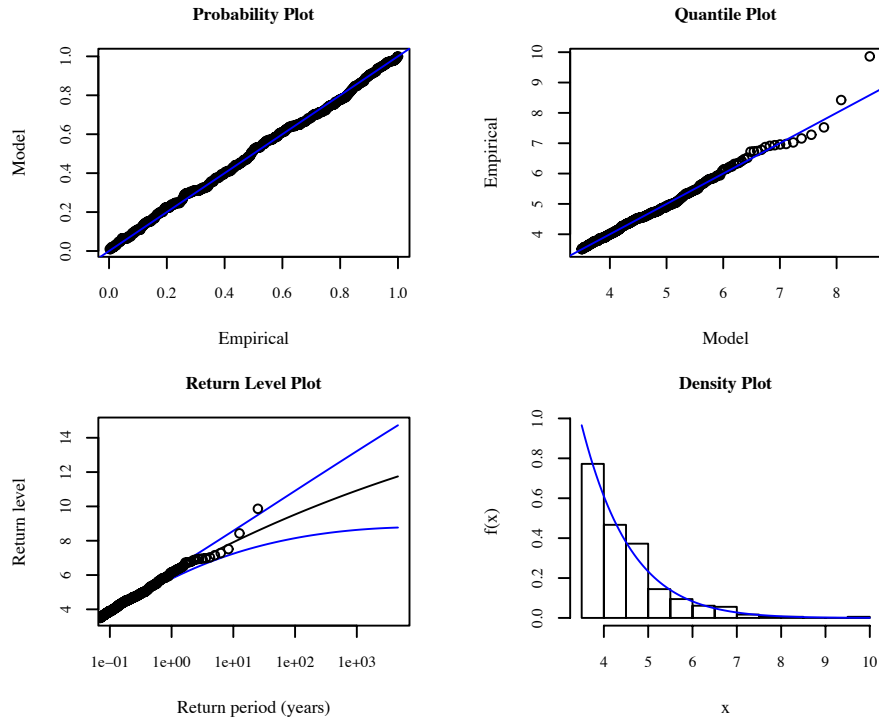 Probability Plot
Model
0.0 0.2 0.4 0.6 0.8 1.0
0.0 0.2 0.4 0.6 0.8 1.0
Empirical
Quantile Plot
Empirical
4 5 6 7 8 9 10
4 5 6 7 8
Model
Return Level Plot
Return level
4 6 8 10 12 14
1e−01 1e+00 1e+01 1e+02 1e+03
Return period (years)
Density Plot
f(x)
0.0 0.2 0.4 0.6 0.8 1.0
4 5 6 7 8 9 10
x